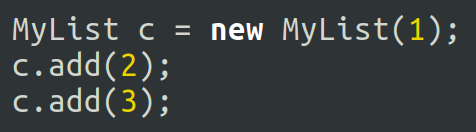 MyList c = new MyList(1);
c.add(2);
c.add(3);